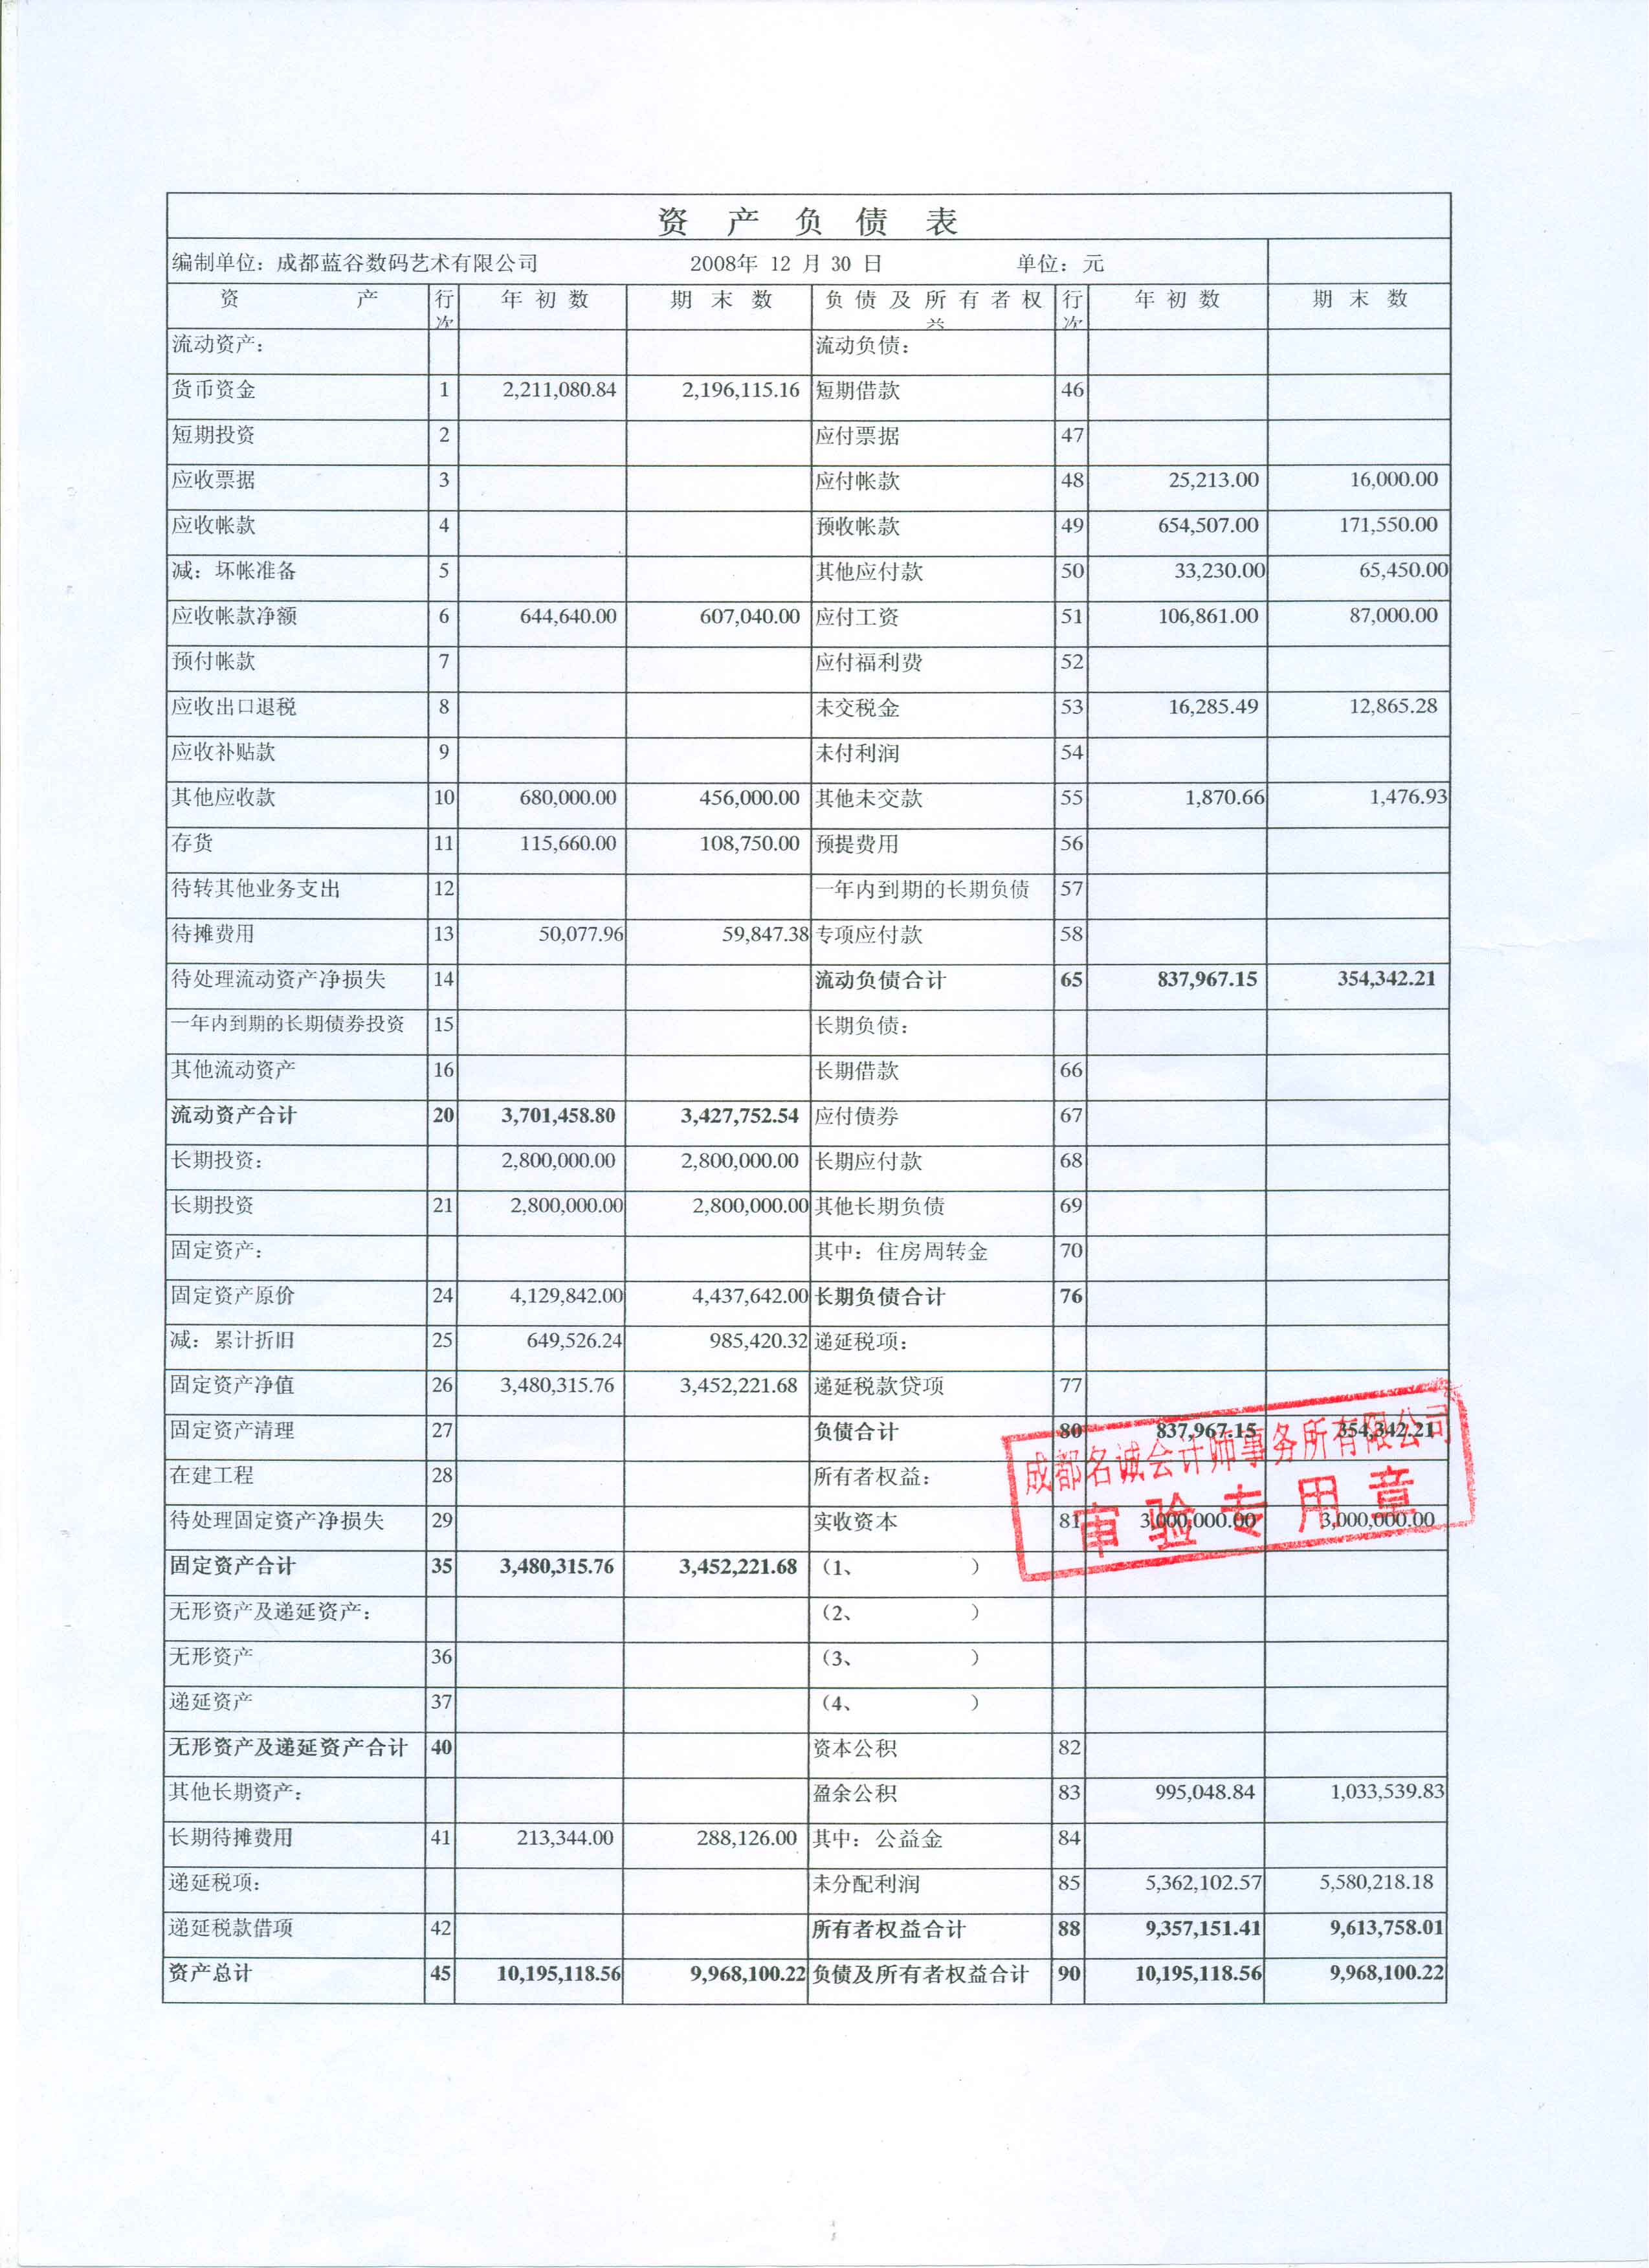 资 产 负 债 表
编制单位：成都蓝谷数码艺术有限公司 2008年 12 月 30 日 单位：元
资 产 行次 年 初 数 期 末 数 负 债 及 所 有 者 权 益 行次 年 初 数 期 末 数
流动资产： 流动负债：
货币资金 1 2,211,080.84 2,196,115.16 短期借款 46
短期投资 2 应付票据 47
应收票据 3 应付帐款 48 25,213.00 16,000.00
应收帐款 4 预收帐款 49 654,507.00 171,550.00
减：坏帐准备 5 其他应付款 50 33,230.00 65,450.00
应收帐款净额 6 644,640.00 607,040.00 应付工资 51 106,861.00 87,000.00
预付帐款 7 应付福利费 52
应收出口退税 8 未交税金 53 16,285.49 12,865.28
应收补贴款 9 未付利润 54
其他应收款 10 680,000.00 456,000.00 其他未交款 55 1,870.66 1,476.93
存货 11 115,660.00 108,750.00 预提费用 56
待转其他业务支出 12 一年内到期的长期负债 57
待摊费用 13 50,077.96 59,847.38 专项应付款 58
待处理流动资产净损失 14 流动负债合计 65 837,967.15 354,342.21
一年内到期的长期债券投资 15 长期负债：
其他流动资产 16 长期借款 66
流动资产合计 20 3,701,458.80 3,427,752.54 应付债券 67
长期投资： 2,800,000.00 2,800,000.00 长期应付款 68
长期投资 21 2,800,000.00 2,800,000.00 其他长期负债 69
固定资产： 其中：住房周转金 70
固定资产原价 24 4,129,842.00 4,437,642.00 长期负债合计 76
减：累计折旧 25 649,526.24 985,420.32 递延税项：
固定资产净值 26 3,480,315.76 3,452,221.68 递延税款贷项 77
固定资产清理 27 负债合计 80 837,967.15 354,342.21
成都名诚会计师事务所有限公司
在建工程 28 所有者权益：
审验专用章
待处理固定资产净损失 29 实收资本 81 3,000,000.00 3,000,000.00
固定资产合计 35 3,480,315.76 3,452,221.68 （1、 ）
无形资产及递延资产： （2、 ）
无形资产 36 （3、 ）
递延资产 37 （4、 ）
无形资产及递延资产合计 40 资本公积 82
其他长期资产： 盈余公积 83 995,048.84 1,033,539.83
长期待摊费用 41 213,344.00 288,126.00 其中：公益金 84
递延税项： 未分配利润 85 5,362,102.57 5,580,218.18
递延税款借项 42 所有者权益合计 88 9,357,151.41 9,613,758.01
资产总计 45 10,195,118.56 9,968,100.22 负债及所有者权益合计 90 10,195,118.56 9,968,100.22